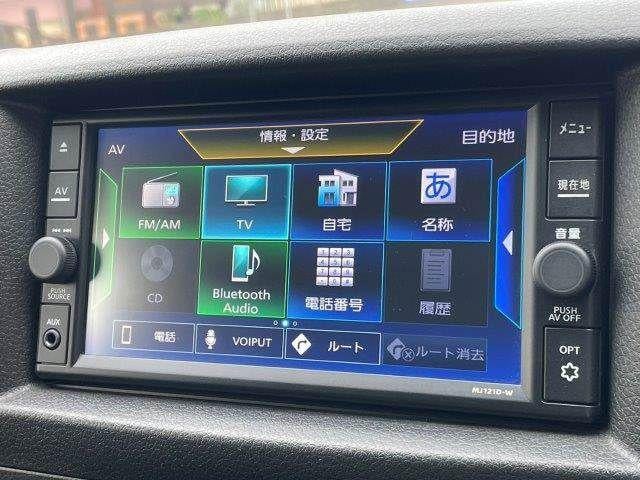 AV
情報・設定
目的地
FM/AM
TV
自宅
名称
CD
Bluetooth
Audio
電話番号
履歴
電話
VOIPUT
ルート
ルート消去
MJ121D-W
AV
PUSH
SOURCE
AUX
メニュー
現在地
音量
PUSH
AV OFF
OPT
あ